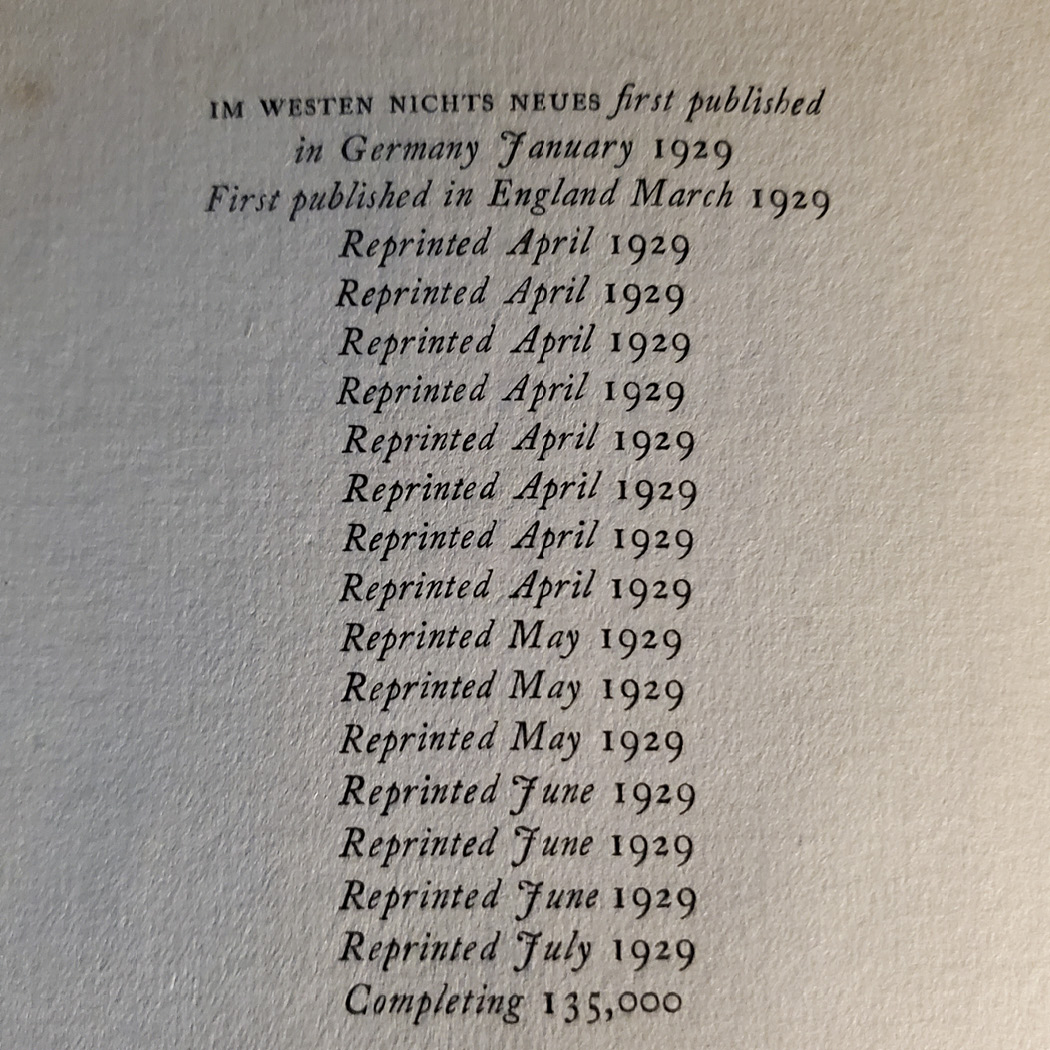 IM WESTEN NICHTS NEUES first published
in Germany January 1929
First published in England March 1929
Reprinted April 1929
Reprinted April 1929
Reprinted April 1929
Reprinted April 1929
Reprinted April 1929
Reprinted April 1929
Reprinted April 1929
Reprinted April 1929
Reprinted May 1929
Reprinted May 1929
Reprinted May 1929
Reprinted June 1929
Reprinted June 1929
Reprinted June 1929
Reprinted July 1929
Completing 135,000